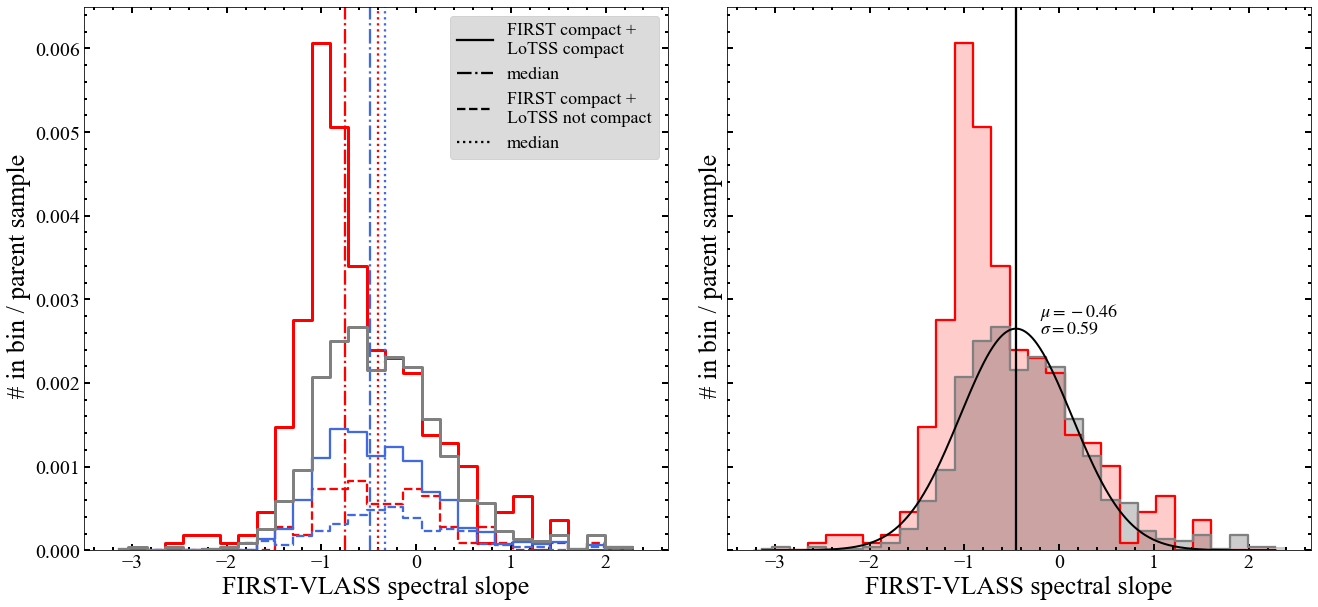 # in bin / parent sample
0.006
0.005
0.004
0.003
0.002
0.001
0.000
FIRST compact +
LoTSS compact
median
FIRST compact +
LoTSS not compact
median
−3 −2 −1 0 1 2
FIRST-VLASS spectral slope
# in bin / parent sample
μ = −0.46
σ = 0.59
−3 −2 −1 0 1 2
FIRST-VLASS spectral slope